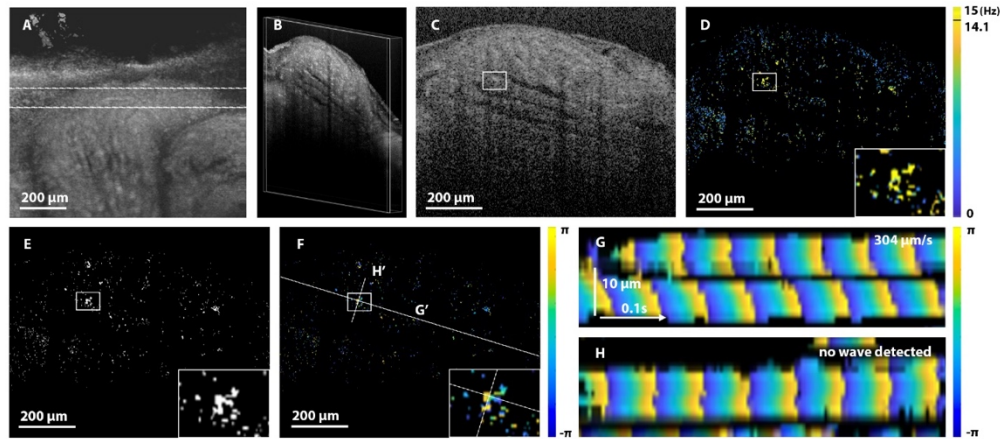 A
200 µm
B
C
200 µm
D
200 µm
15 (Hz)
14.1
0
E
200 µm
F
H'
G'
200 µm
π
-π
G
304 µm/s
10 µm
0.1s
H
no wave detected
π
-π